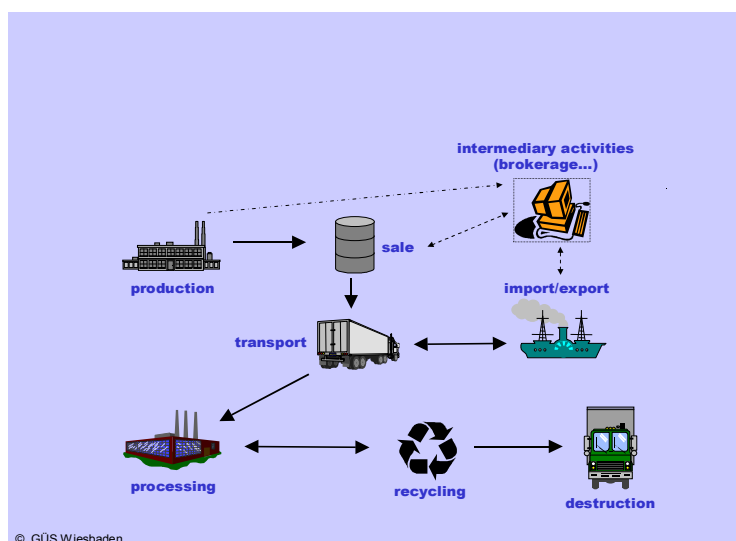 intermediary activities
(brokerage...)
sale
production
import/export
transport
processing
recycling
destruction
© GÜS Wiesbaden